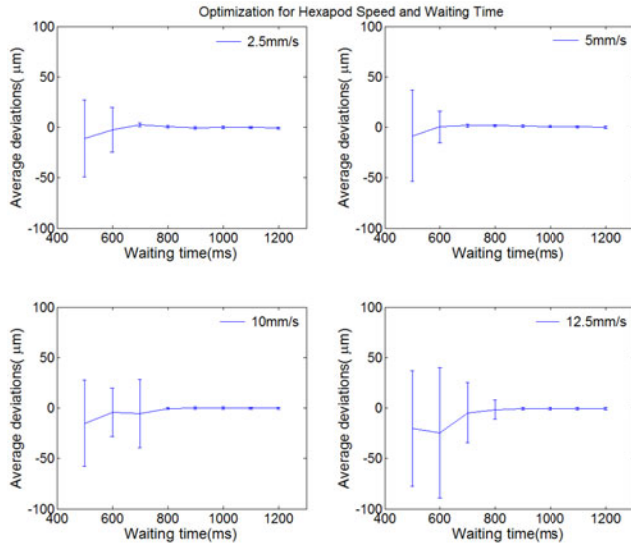 Optimization for Hexapod Speed and Waiting Time
100
50
0
-50
-100
Average deviations( μm)
2.5mm/s
400 600 800 1000 1200
Waiting time(ms)
100
50
0
-50
-100
Average deviations( μm)
5mm/s
400 600 800 1000 1200
Waiting time(ms)
100
50
0
-50
-100
Average deviations( μm)
10mm/s
400 600 800 1000 1200
Waiting time(ms)
100
50
0
-50
-100
Average deviations( μm)
12.5mm/s
400 600 800 1000 1200
Waiting time(ms)